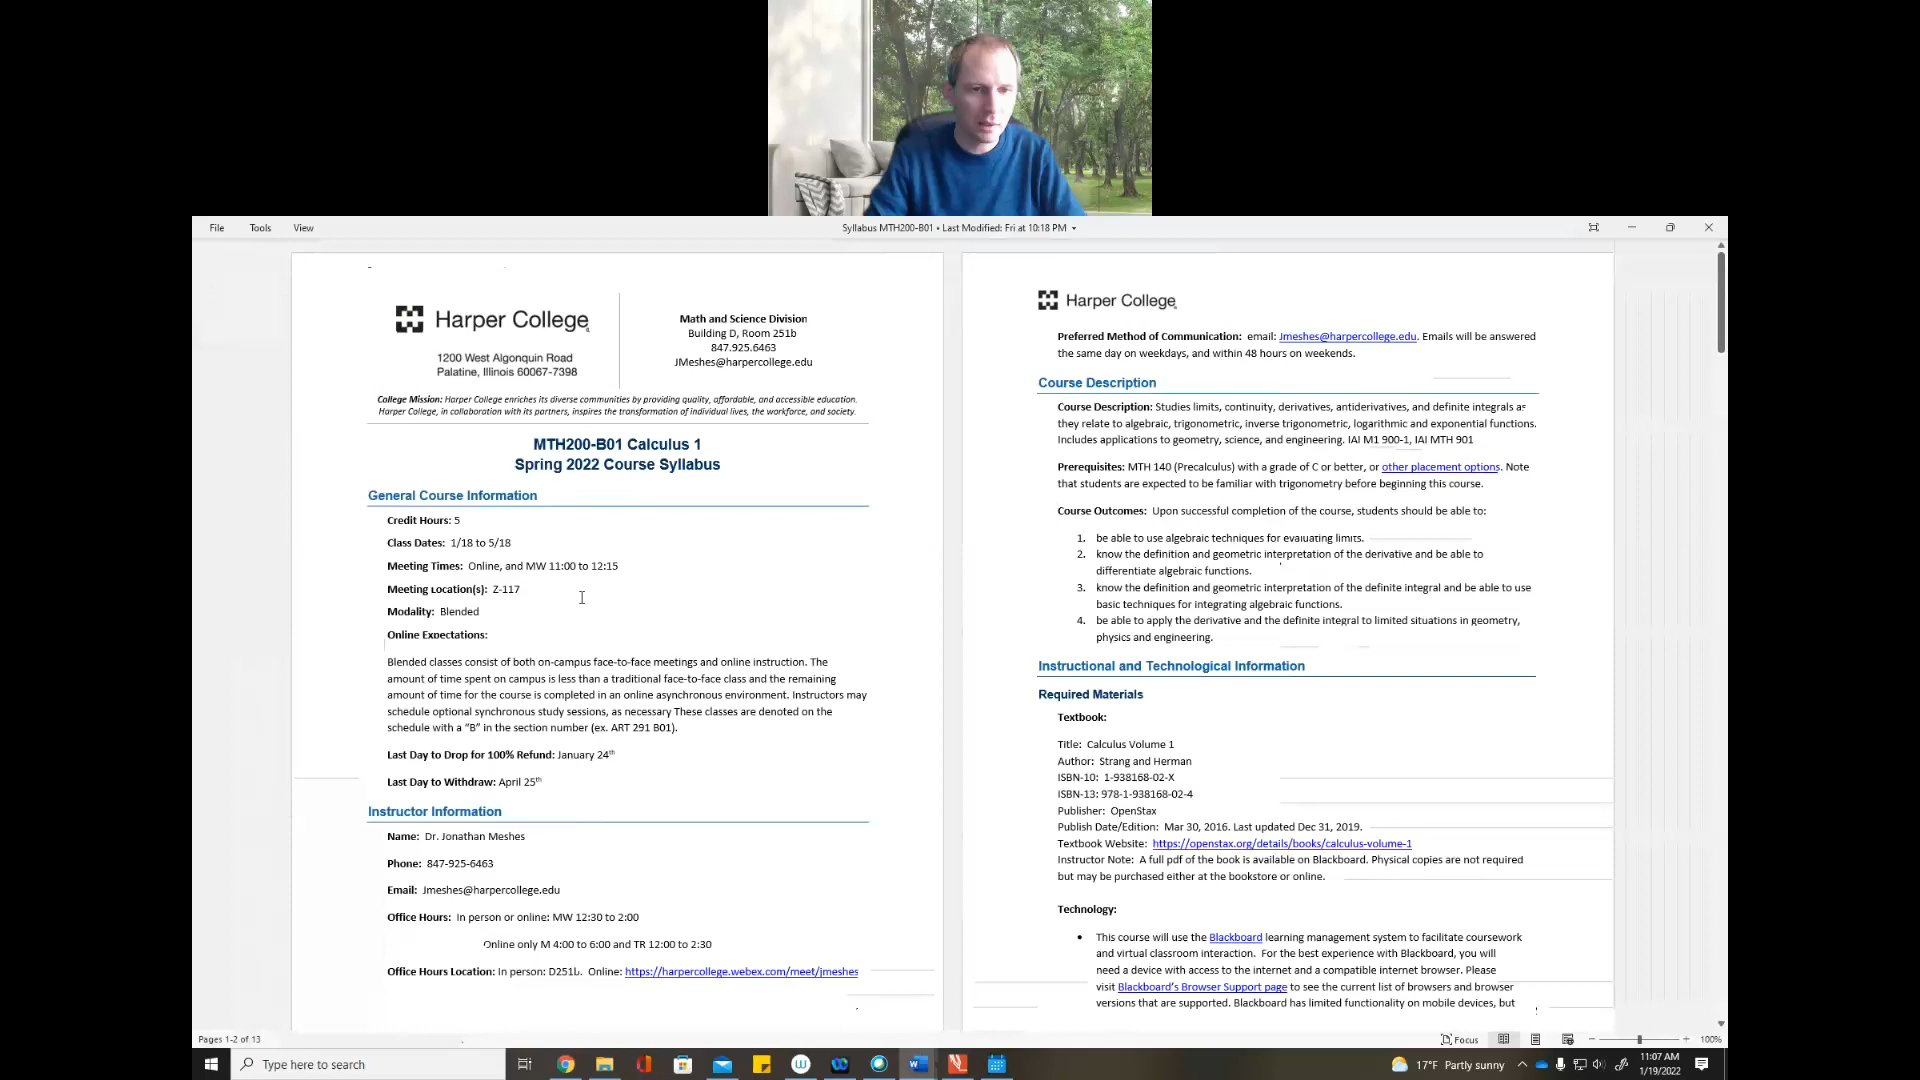 File Tools View
Syllabus MTH200-B01 • Last Modified: Fri at 10:18 PM
Harper College
1200 West Algonquin Road
Palatine, Illinois 60067-7398
Math and Science Division
Building D, Room 251b
847.925.6463
JMeshes@harpercollege.edu
College Mission: Harper College enriches its diverse communities by providing quality, affordable, and accessible education.
Harper College, in collaboration with its partners, inspires the transformation of individual lives, the workforce, and society.
MTH200-B01 Calculus 1
Spring 2022 Course Syllabus
General Course Information
Credit Hours: 5
Class Dates: 1/18 to 5/18
Meeting Times: Online, and MW 11:00 to 12:15
Meeting Location(s): Z-117
Modality: Blended
Online Expectations:
Blended classes consist of both on-campus face-to-face meetings and online instruction. The
amount of time spent on campus is less than a traditional face-to-face class and the remaining
amount of time for the course is completed in an online asynchronous environment. Instructors may
schedule optional synchronous study sessions, as necessary These classes are denoted on the
schedule with a "B" in the section number (ex. ART 291 B01).
Last Day to Drop for 100% Refund: January 24th
Last Day to Withdraw: April 25th
Instructor Information
Name: Dr. Jonathan Meshes
Phone: 847-925-6463
Email: Jmeshes@harpercollege.edu
Office Hours: In person or online: MW 12:30 to 2:00
Online only M 4:00 to 6:00 and TR 12:00 to 2:30
Office Hours Location: In person: D251b. Online: https://harpercollege.webex.com/meet/jmeshes
Harper College
Preferred Method of Communication: email: Jmeshes@harpercollege.edu. Emails will be answered
the same day on weekdays, and within 48 hours on weekends.
Course Description
Course Description: Studies limits, continuity, derivatives, antiderivatives, and definite integrals as
they relate to algebraic, trigonometric, inverse trigonometric, logarithmic and exponential functions.
Includes applications to geometry, science, and engineering. IAI M1 900-1, IAI MTH 901
Prerequisites: MTH 140 (Precalculus) with a grade of C or better, or other placement options. Note
that students are expected to be familiar with trigonometry before beginning this course.
Course Outcomes: Upon successful completion of the course, students should be able to:
1. be able to use algebraic techniques for evaluating limits.
2. know the definition and geometric interpretation of the derivative and be able to
differentiate algebraic functions.
3. know the definition and geometric interpretation of the definite integral and be able to use
basic techniques for integrating algebraic functions.
4. be able to apply the derivative and the definite integral to limited situations in geometry,
physics and engineering.
Instructional and Technological Information
Required Materials
Textbook:
Title: Calculus Volume 1
Author: Strang and Herman
ISBN-10: 1-938168-02-X
ISBN-13: 978-1-938168-02-4
Publisher: OpenStax
Publish Date/Edition: Mar 30, 2016. Last updated Dec 31, 2019.
Textbook Website: https://openstax.org/details/books/calculus-volume-1
Instructor Note: A full pdf of the book is available on Blackboard. Physical copies are not required
but may be purchased either at the bookstore or online.
Technology:
• This course will use the Blackboard learning management system to facilitate coursework
and virtual classroom interaction. For the best experience with Blackboard, you will
need a device with access to the internet and a compatible internet browser. Please
visit Blackboard's Browser Support page to see the current list of browsers and browser
versions that are supported. Blackboard has limited functionality on mobile devices, but
Pages 1-2 of 13
Focus
100%
Type here to search
17°F Partly sunny
11:07 AM
1/19/2022